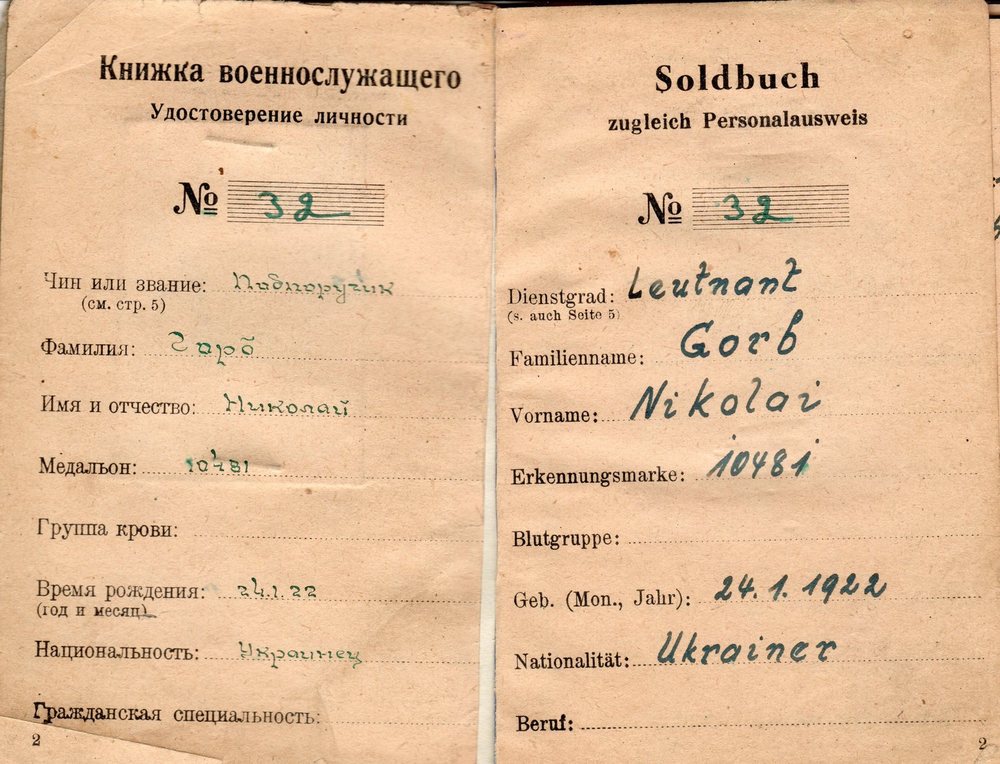 Книжка военнослужащего
Удостоверение личности
№ 32
Чин или звание: Подпоручик
(см. стр. 5)
Фамилия: Горб
Имя и отчество: Николай
Медальон: 10481
Группа крови:
Время рождения: 24.1.22
(год и месяц)
Национальность: Украинец
Гражданская специальность:
2
Soldbuch
zugleich Personalausweis
№ 32
Dienstgrad: Leutnant
(s. auch Seite 5)
Familienname: Gorb
Vorname: Nikolai
Erkennungsmarke: 10481
Blutgruppe:
Geb. (Mon., Jahr): 24. 1. 1922
Nationalität: Ukrainer
Beruf:
2